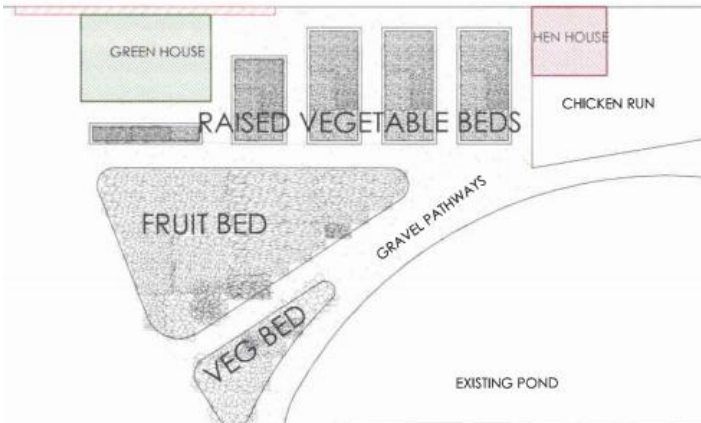 GREEN HOUSE
HEN HOUSE
CHICKEN RUN
RAISED VEGETABLE BEDS
FRUIT BED
GRAVEL PATHWAYS
VEG BED
EXISTING POND